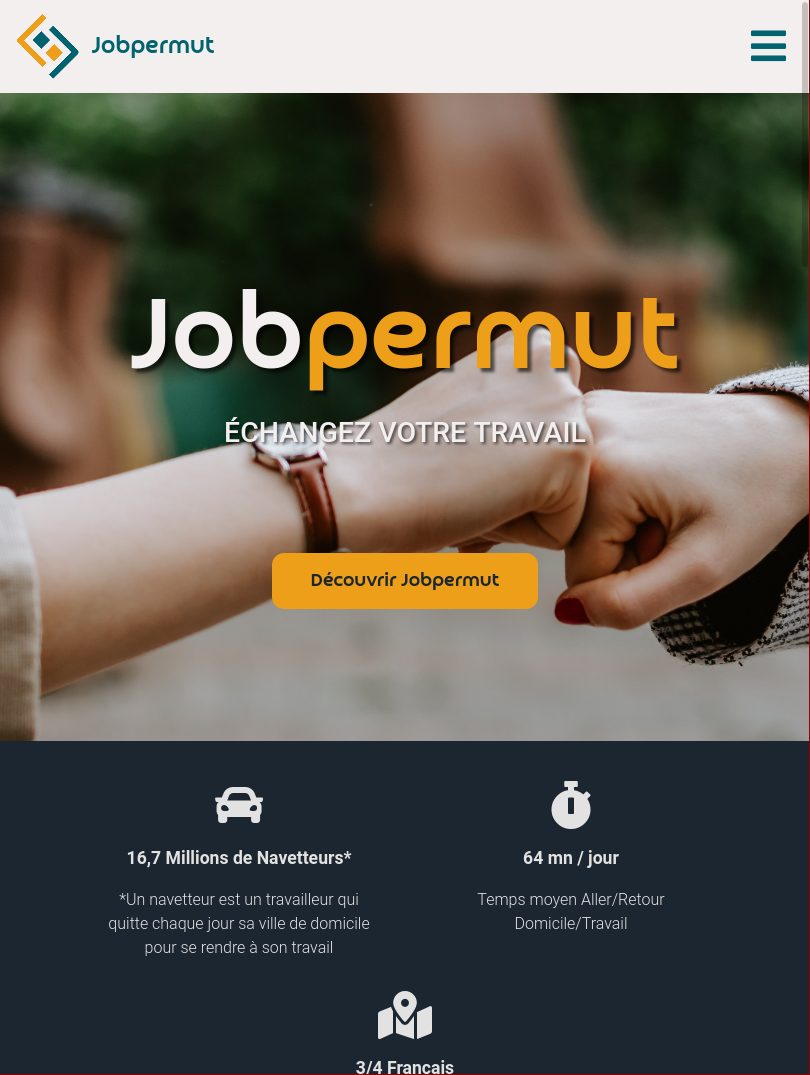 Jobpermut
Jobpermut
ÉCHANGEZ VOTRE TRAVAIL
Découvrir Jobpermut
16,7 Millions de Navetteurs*
*Un navetteur est un travailleur qui
quitte chaque jour sa ville de domicile
pour se rendre à son travail
64 mn / jour
Temps moyen Aller/Retour
Domicile/Travail
3/4 Francais